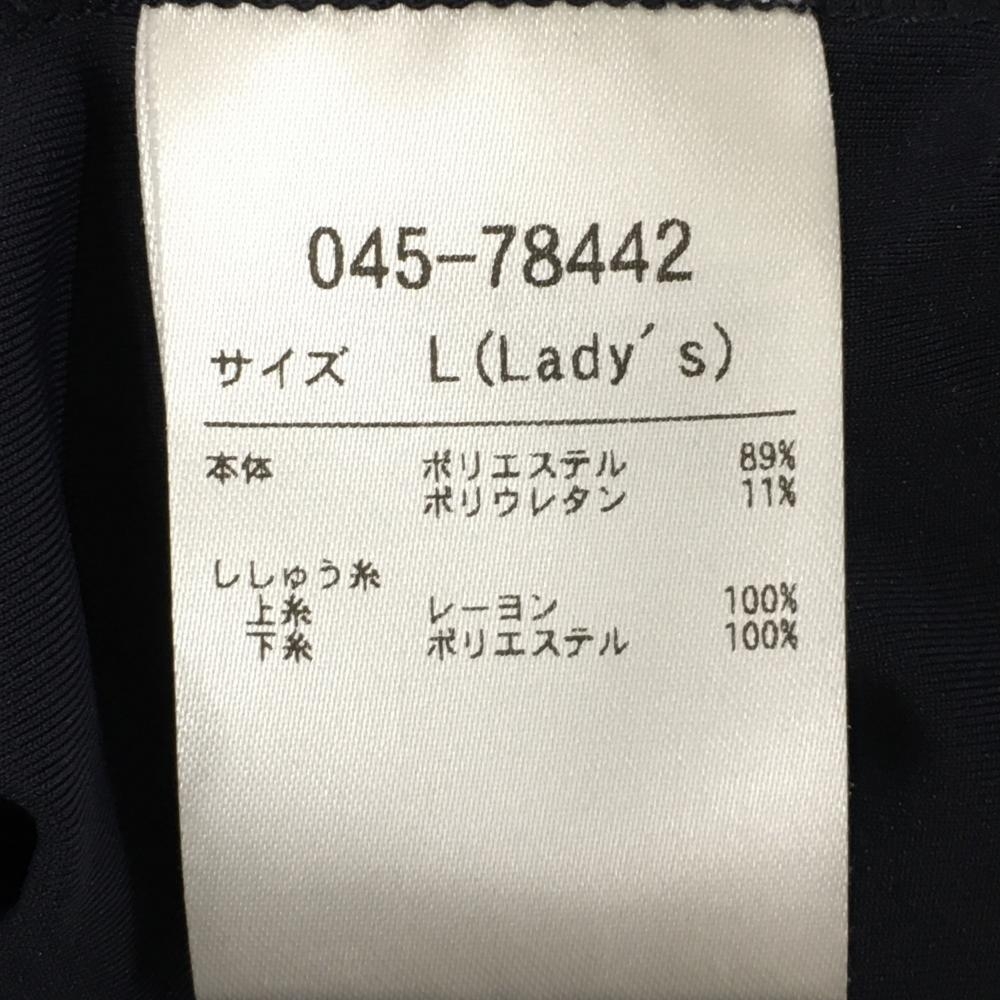 045-78442
サイズ L(Lady's)
本体 ポリエステル 89%
ポリウレタン 11%
ししゅう糸
上糸 レーヨン 100%
下糸 ポリエステル 100%